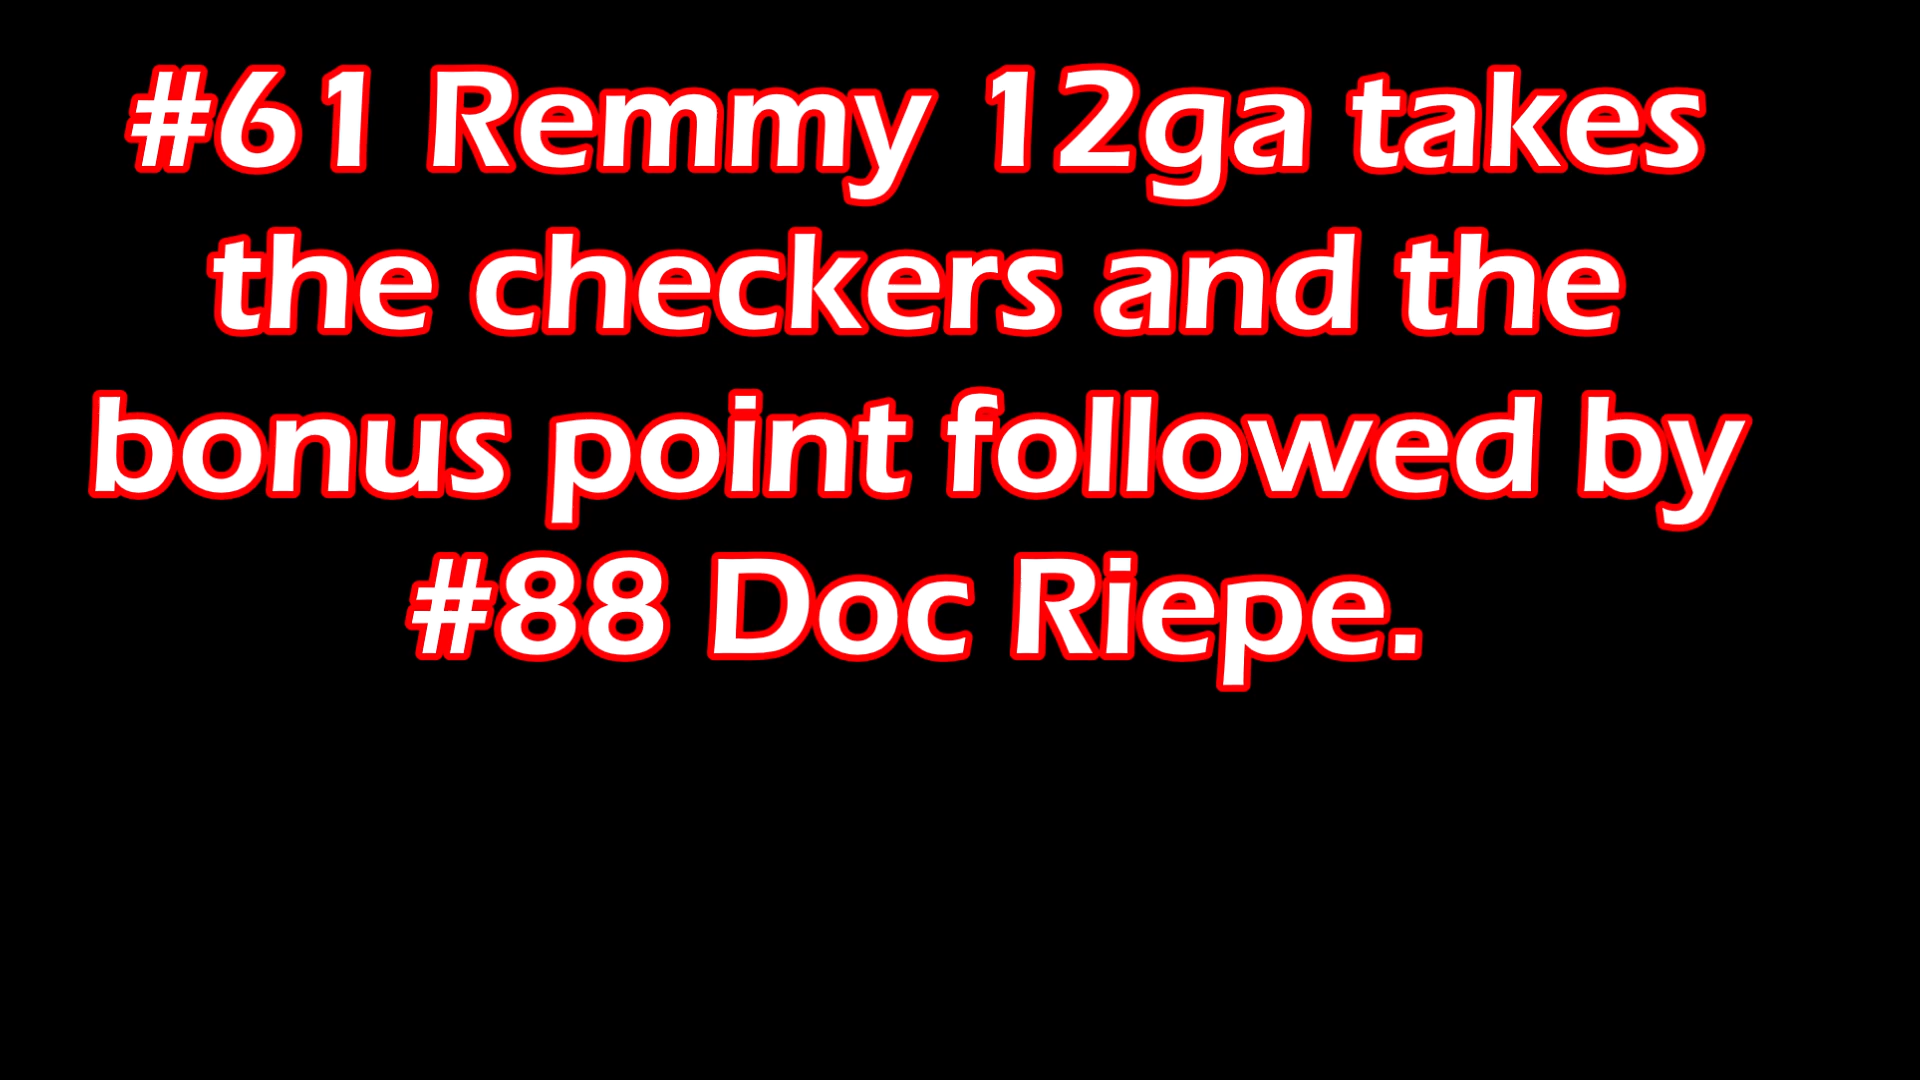 #61 Remmy 12ga takes
the checkers and the
bonus point followed by
#88 Doc Riepe.